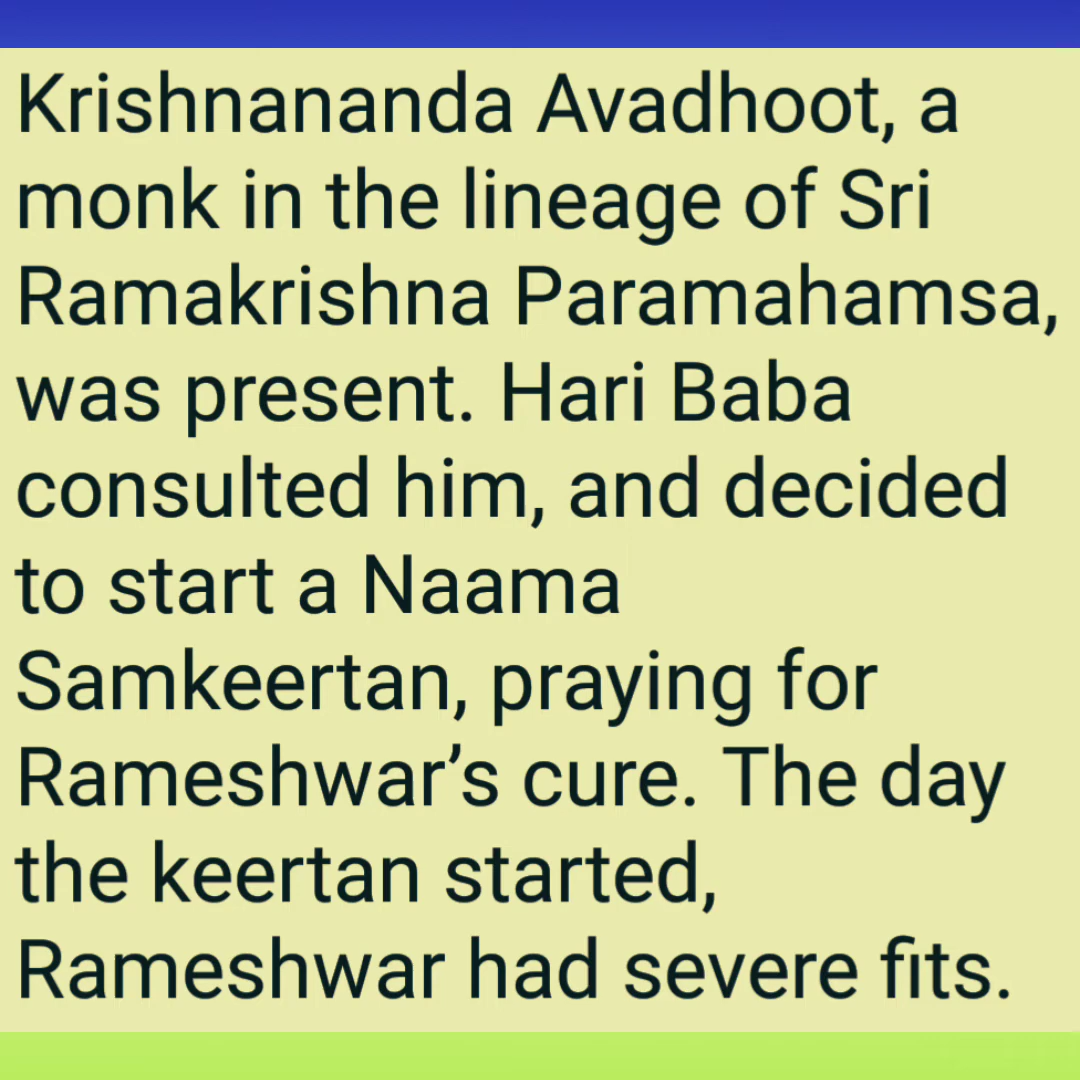 Krishnananda Avadhoot, a
monk in the lineage of Sri
Ramakrishna Paramahamsa,
was present. Hari Baba
consulted him, and decided
to start a Naama
Samkeertan, praying for
Rameshwar’s cure. The day
the keertan started,
Rameshwar had severe fits.